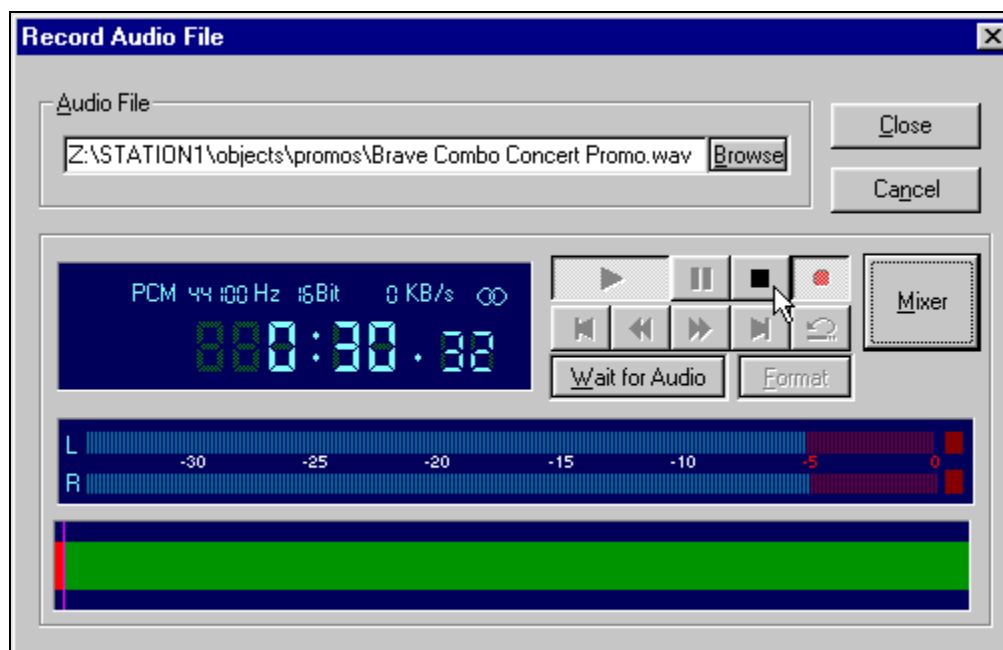 Record Audio File
Audio File
Z:\STATION1\objects\promos\Brave Combo Concert Promo.wav
Browse
Close
Cancel
PCM 44100 Hz 16Bit 0 KB/s
0:30.32
Mixer
Wait for Audio
Format
L
-30 -25 -20 -15 -10 -5 0
R